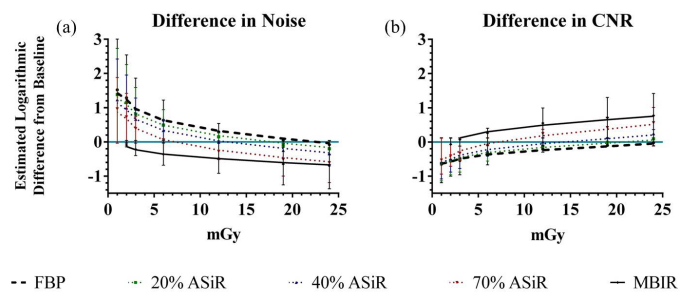 Difference in Noise
(a)
Estimated Logarithmic
Difference from Baseline
3
2
1
0
-1
0
5
10
15
20
25
mGy
Difference in CNR
(b)
3
2
1
0
-1
0
5
10
15
20
25
mGy
FBP
20% ASiR
40% ASiR
70% ASiR
MBIR